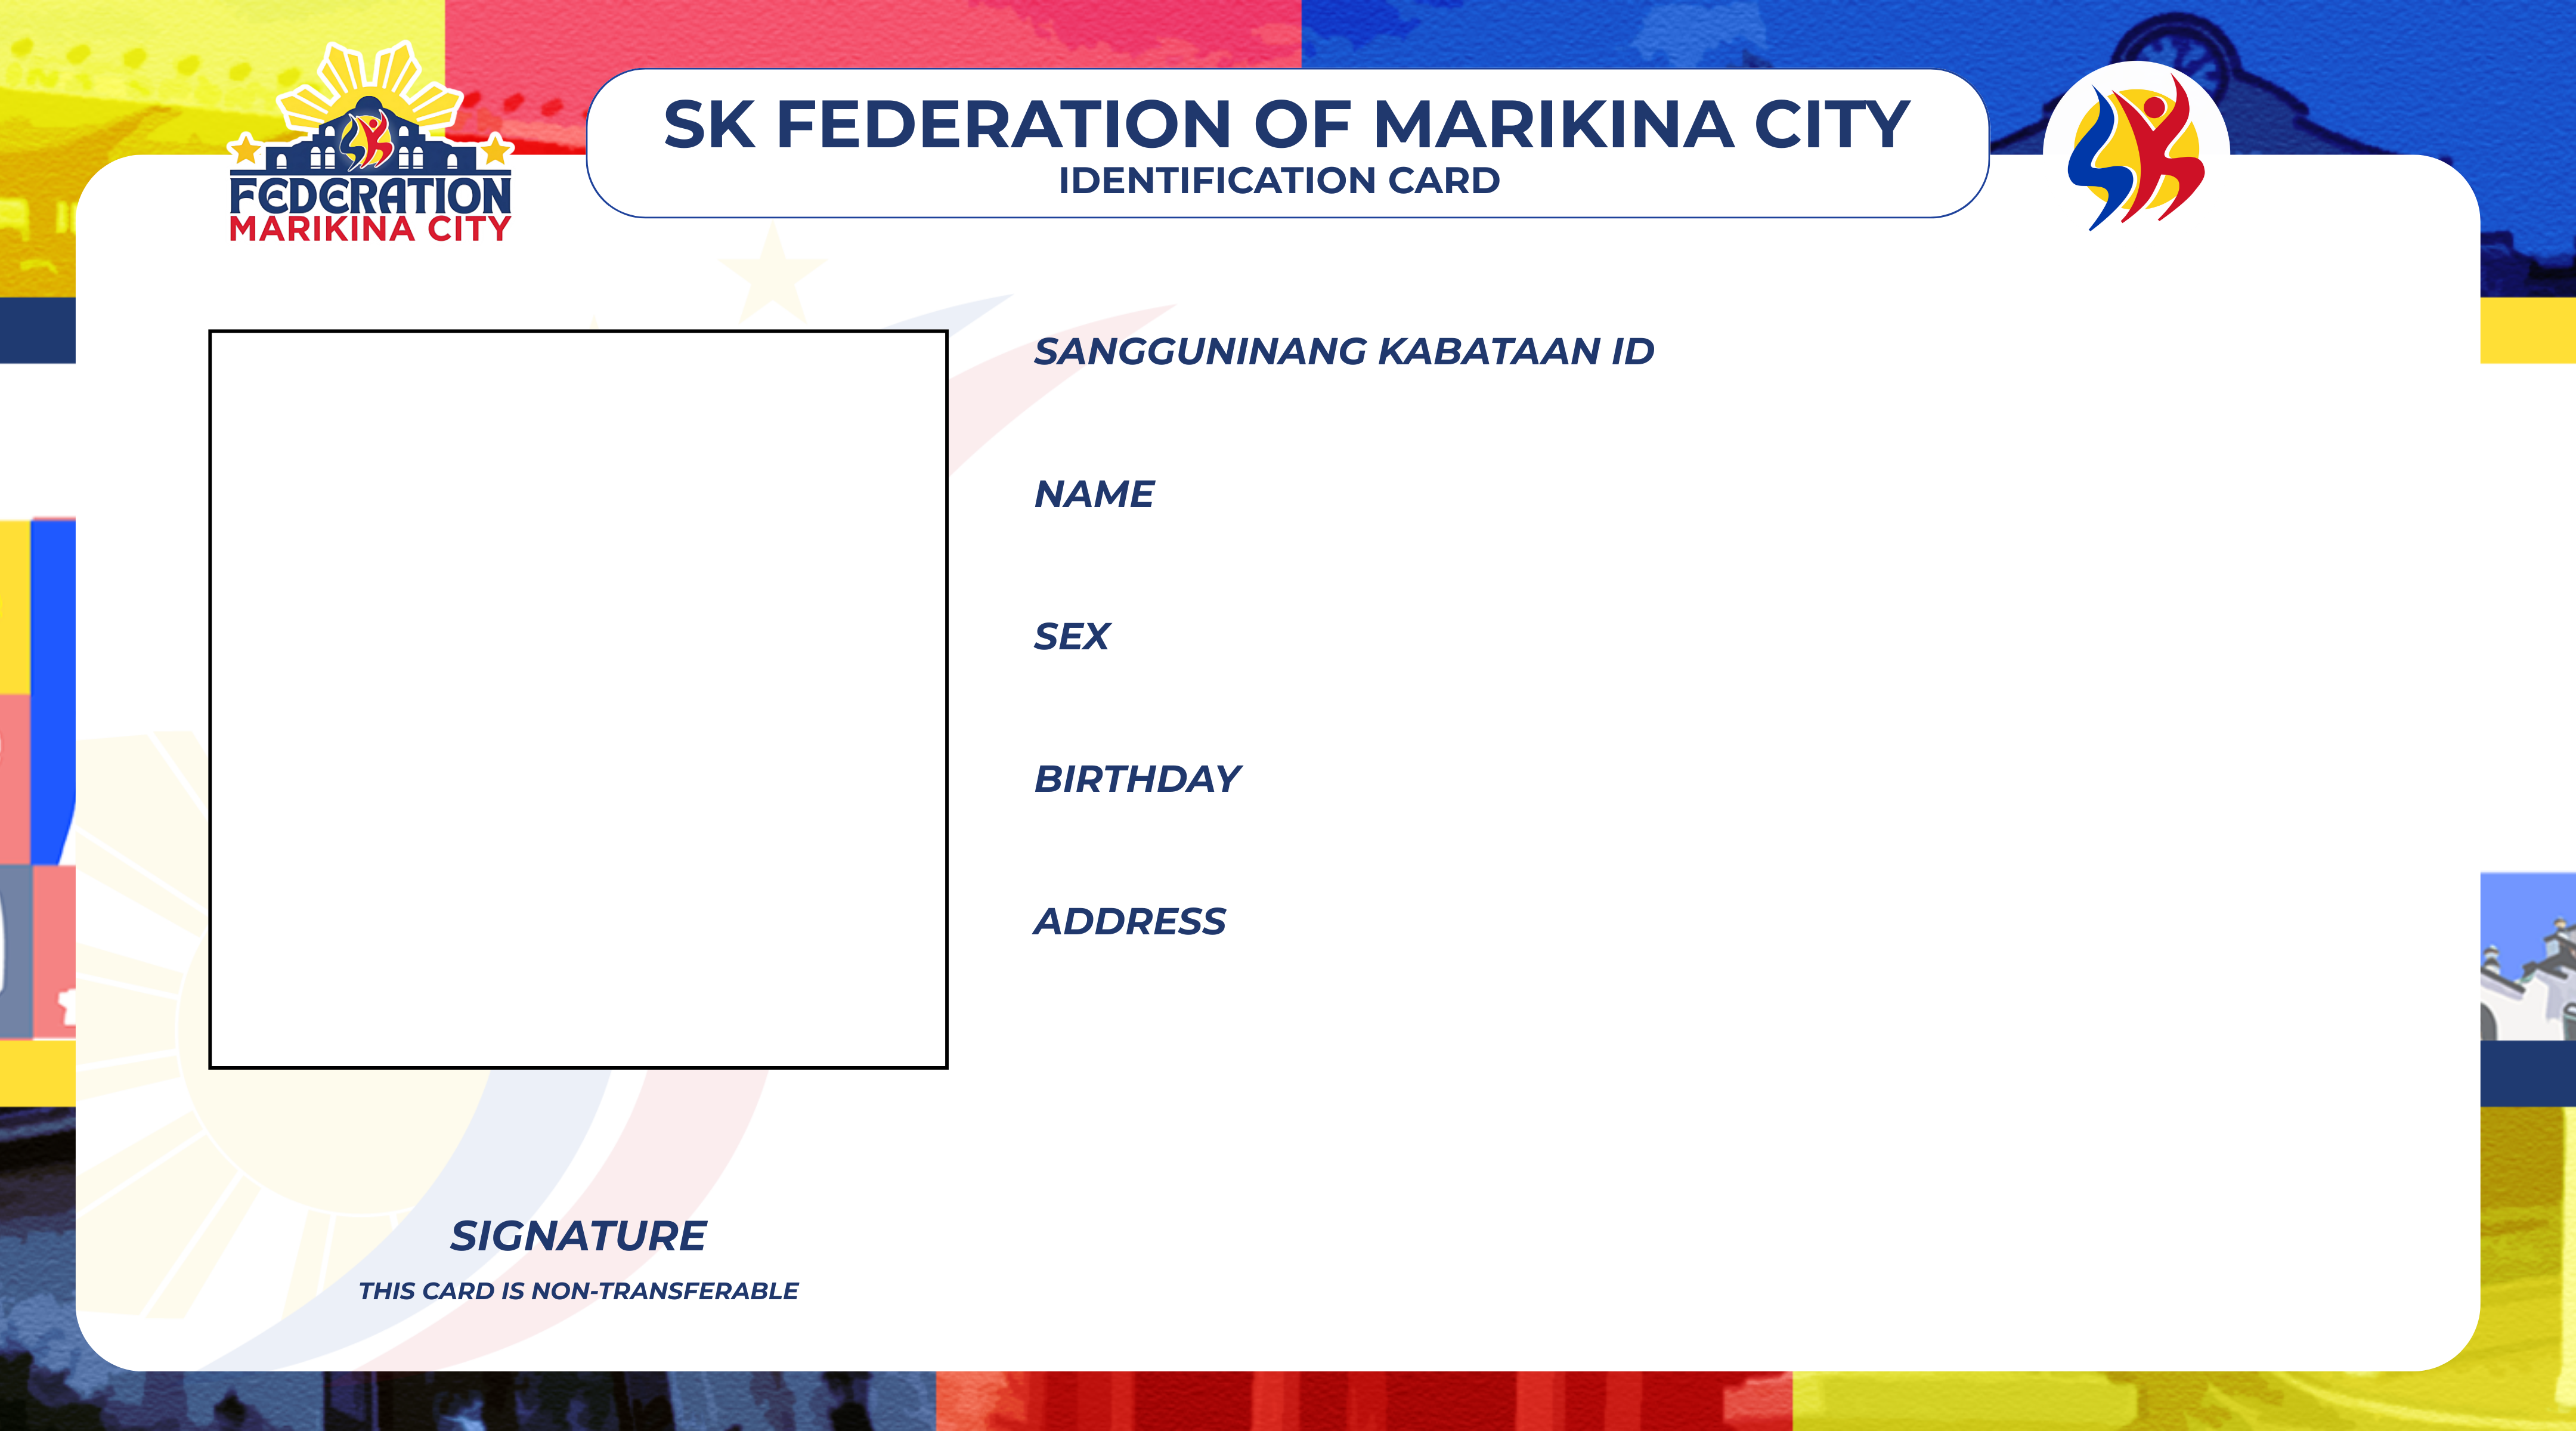 FEDERATION
MARIKINA CITY
SK FEDERATION OF MARIKINA CITY
IDENTIFICATION CARD
SK
SANGGUNINANG KABATAAN ID
NAME
SEX
BIRTHDAY
ADDRESS
SIGNATURE
THIS CARD IS NON-TRANSFERABLE